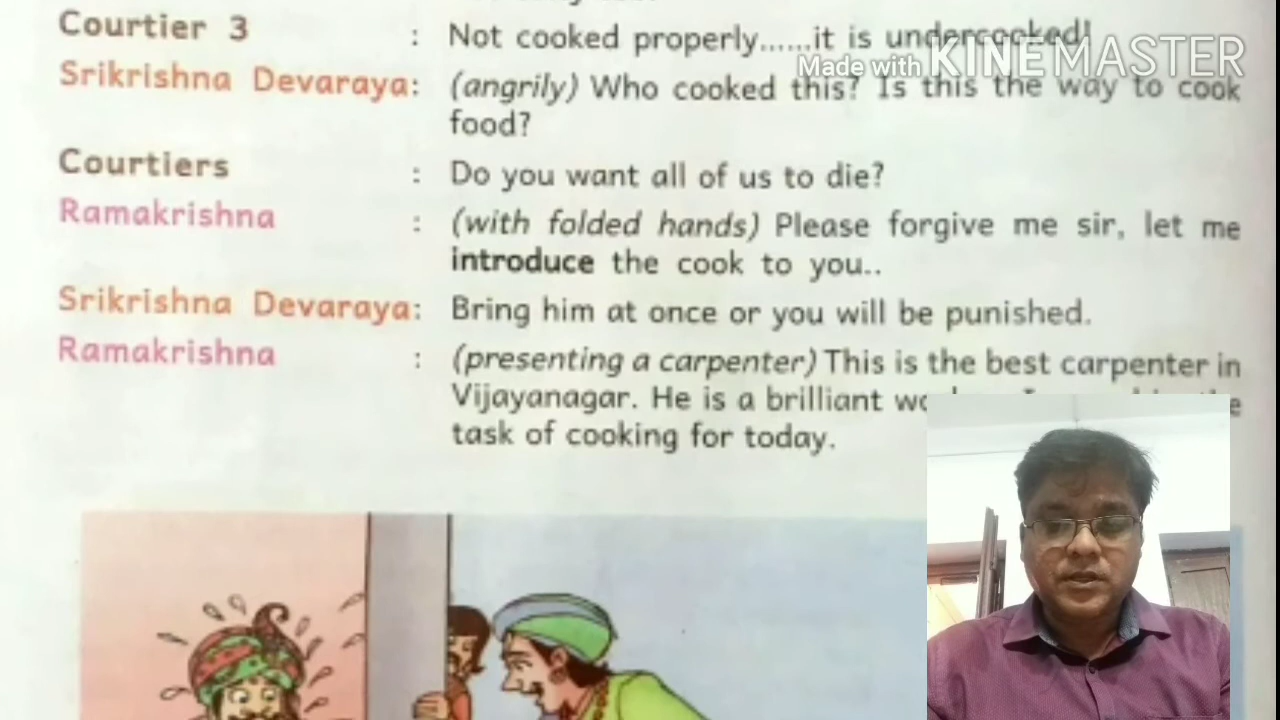 Courtier 3 : Not cooked properly......it is undercooked!
Made with KINEMASTER
Srikrishna Devaraya: (angrily) Who cooked this? Is this the way to cook
food?
Courtiers : Do you want all of us to die?
Ramakrishna : (with folded hands) Please forgive me sir, let me
introduce the cook to you..
Srikrishna Devaraya: Bring him at once or you will be punished.
Ramakrishna : (presenting a carpenter) This is the best carpenter in
Vijayanagar. He is a brilliant
task of cooking for today.